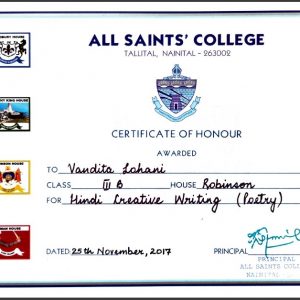 ALL SAINTS' COLLEGE
TALLITAL, NAINITAL - 263002
CERTIFICATE OF HONOUR
AWARDED
TO Vandita Lohani
CLASS III B HOUSE Robinson
FOR Hindi Creative Writing (Poetry)
DATED 25th November, 2017 PRINCIPAL
PRINCIPAL
ALL SAINTS COLL